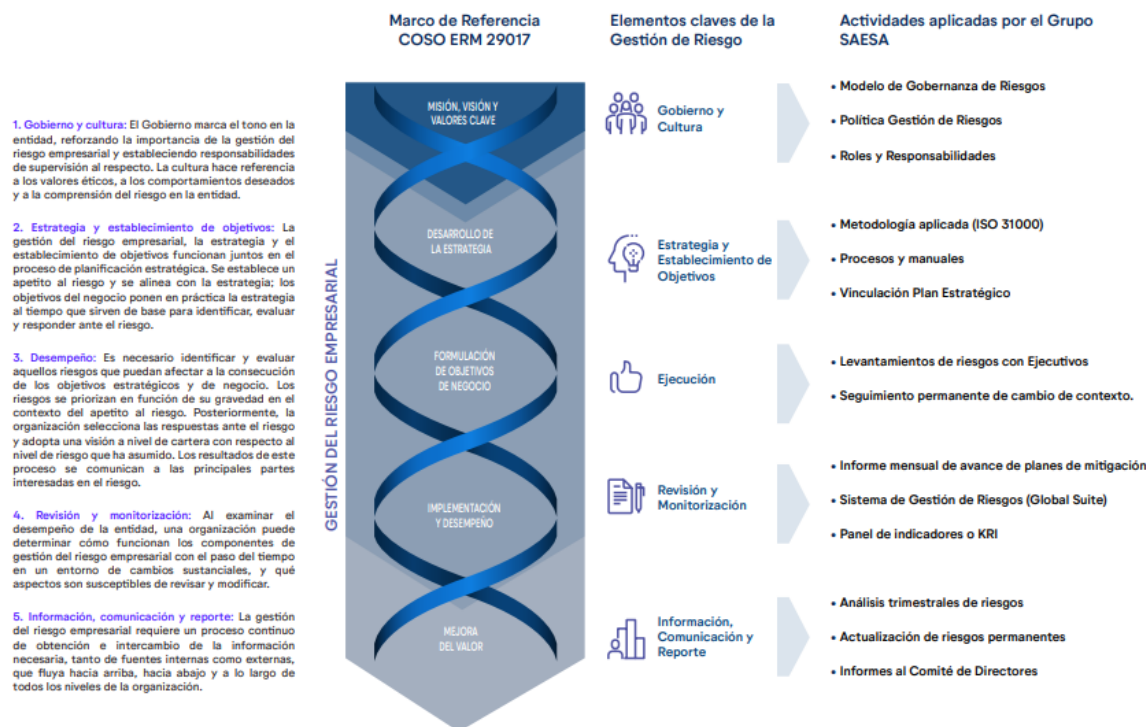 Marco de Referencia
COSO ERM 29017
Elementos claves de la
Gestión de Riesgo
Actividades aplicadas por el Grupo
SAESA
1. Gobierno y cultura: El Gobierno marca el tono en la
entidad, reforzando la importancia de la gestión del
riesgo empresarial y estableciendo responsabilidades
de supervisión al respecto. La cultura hace referencia
a los valores éticos, a los comportamientos deseados
y a la comprensión del riesgo en la entidad.
2. Estrategia y establecimiento de objetivos: La
gestión del riesgo empresarial, la estrategia y el
establecimiento de objetivos funcionan juntos en el
proceso de planificación estratégica. Se establece un
apetito al riesgo y se alinea con la estrategia; los
objetivos del negocio ponen en práctica la estrategia
al tiempo que sirven de base para identificar, evaluar
y responder ante el riesgo.
3. Desempeño: Es necesario identificar y evaluar
aquellos riesgos que puedan afectar a la consecución
de los objetivos estratégicos y de negocio. Los
riesgos se priorizan en función de su gravedad en el
contexto del apetito al riesgo. Posteriormente, la
organización selecciona las respuestas ante el riesgo
y adopta una visión a nivel de cartera con respecto al
nivel de riesgo que ha asumido. Los resultados de este
proceso se comunican a las principales partes
interesadas en el riesgo.
4. Revisión y monitorización: Al examinar el
desempeño de la entidad, una organización puede
determinar cómo funcionan los componentes de
gestión del riesgo empresarial con el paso del tiempo
en un entorno de cambios sustanciales, y qué
aspectos son susceptibles de revisar y modificar.
5. Información, comunicación y reporte: La gestión
del riesgo empresarial requiere un proceso continuo
de obtención e intercambio de la información
necesaria, tanto de fuentes internas como externas,
que fluya hacia arriba, hacia abajo y a lo largo de
todos los niveles de la organización.
GESTIÓN DEL RIESGO EMPRESARIAL
MISIÓN, VISIÓN Y
VALORES CLAVE
DESARROLLO DE
LA ESTRATEGIA
FORMULACIÓN
DE OBJETIVOS
DE NEGOCIO
IMPLEMENTACIÓN
Y DESEMPEÑO
MEJORA
DEL VALOR
Gobierno y
Cultura
• Modelo de Gobernanza de Riesgos
• Política Gestión de Riesgos
• Roles y Responsabilidades
Estrategia y
Establecimiento de
Objetivos
• Metodología aplicada (ISO 31000)
• Procesos y manuales
• Vinculación Plan Estratégico
Ejecución
• Levantamientos de riesgos con Ejecutivos
• Seguimiento permanente de cambio de contexto.
Revisión y
Monitorización
• Informe mensual de avance de planes de mitigación
• Sistema de Gestión de Riesgos (Global Suite)
• Panel de indicadores o KRI
Información,
Comunicación y
Reporte
• Análisis trimestrales de riesgos
• Actualización de riesgos permanentes
• Informes al Comité de Directores